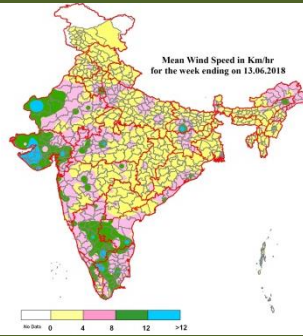 Mean Wind Speed in Km/hr
for the week ending on 13.06.2018
No Data 0 4 8 12 >12